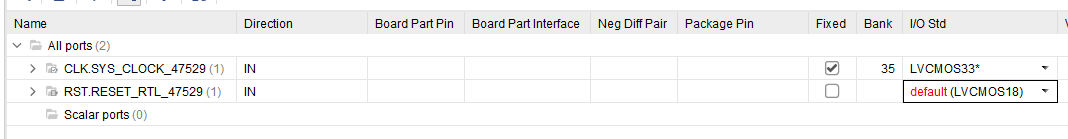 Name Direction Board Part Pin Board Part Interface Neg Diff Pair Package Pin Fixed Bank I/O Std
All ports (2)
CLK.SYS_CLOCK_47529 (1) IN 35 LVCMOS33*
RST.RESET_RTL_47529 (1) IN default (LVCMOS18)
Scalar ports (0)